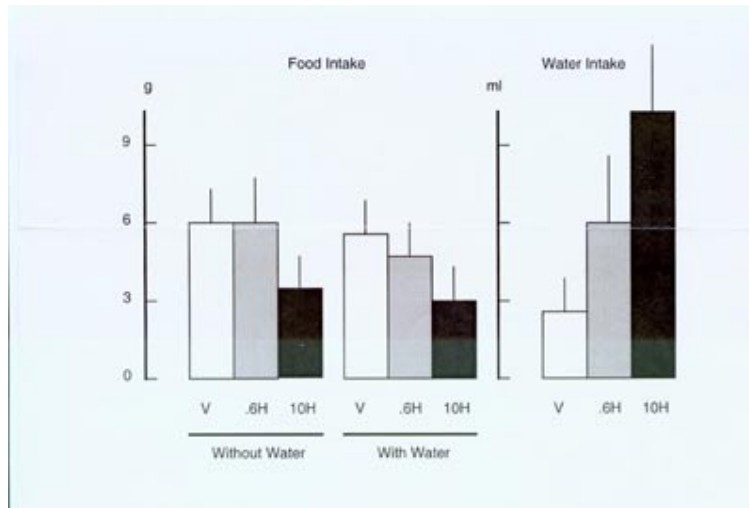 Food Intake
Water Intake
g
ml
9
6
3
0
V .6H 10H V .6H 10H V .6H 10H
Without Water With Water